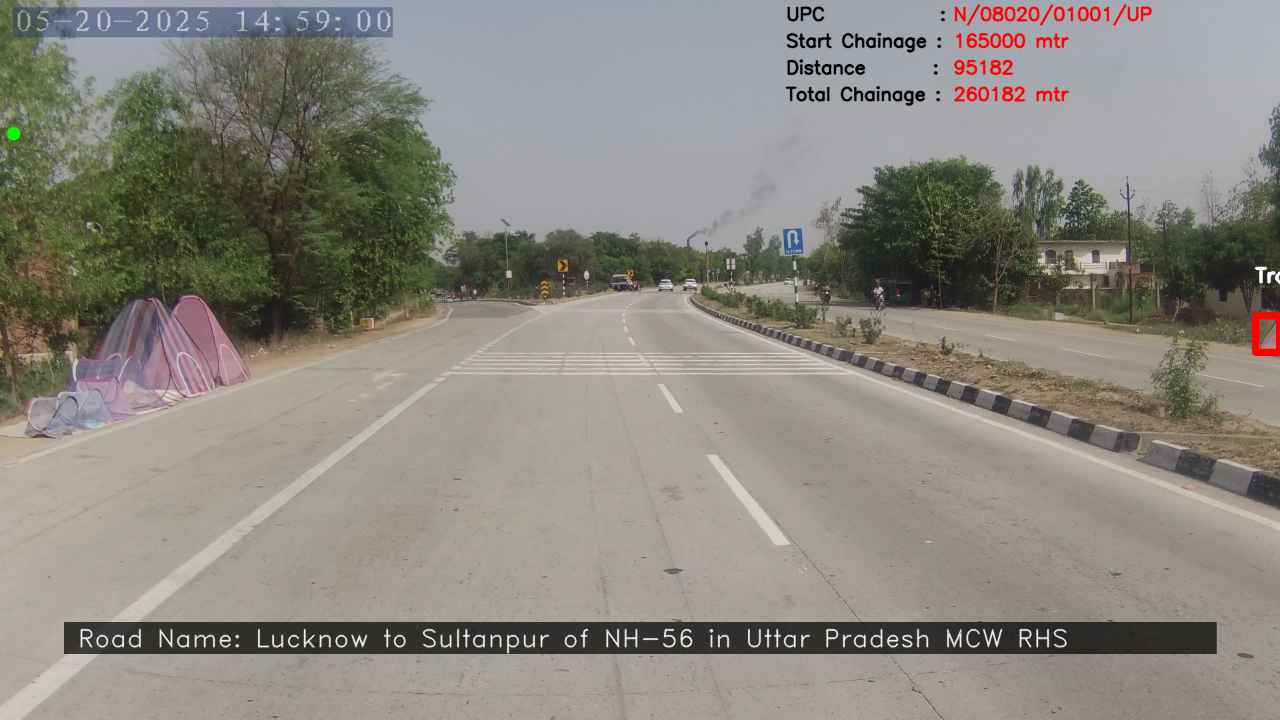 05-20-2025 14:59:00
UPC : N/08020/01001/UP
Start Chainage : 165000 mtr
Distance : 95182
Total Chainage : 260182 mtr
Road Name: Lucknow to Sultanpur of NH-56 in Uttar Pradesh MCW RHS